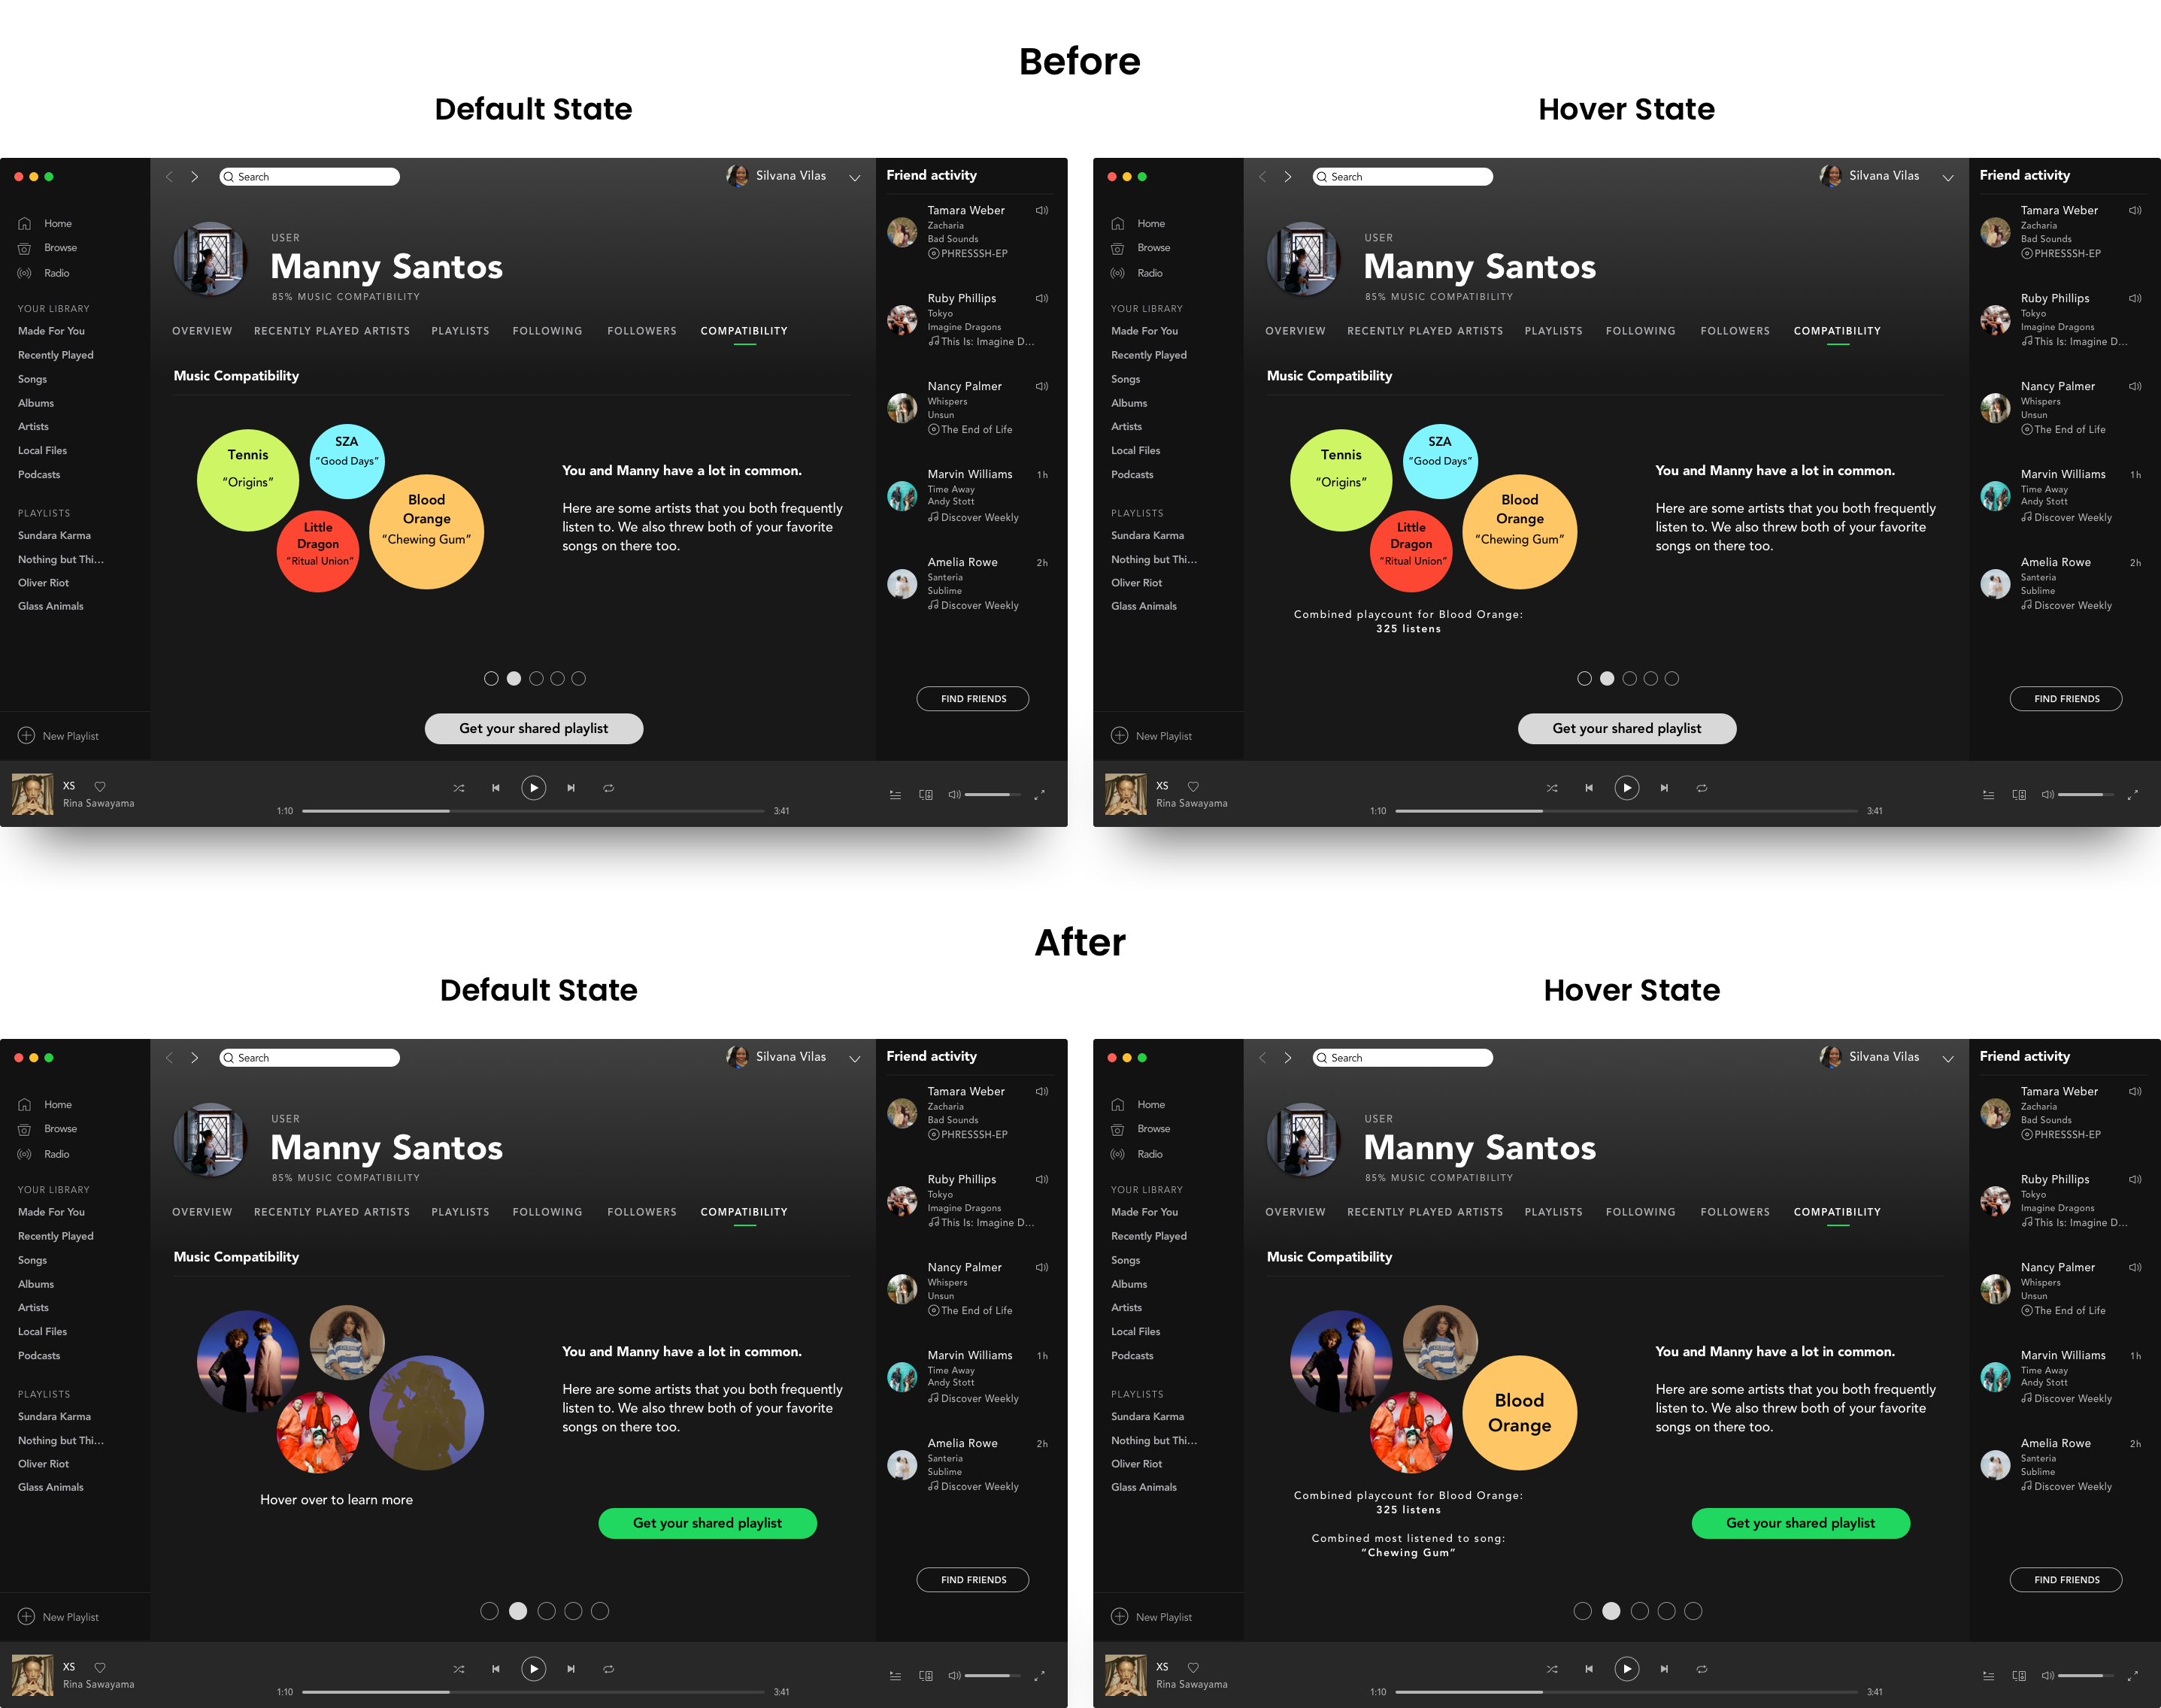 Before
Default State
Search
Silvana Vilas
Home
Browse
Radio
YOUR LIBRARY
Made For You
Recently Played
Songs
Albums
Artists
Local Files
Podcasts
PLAYLISTS
Sundara Karma
Nothing but Thi...
Oliver Riot
Glass Animals
New Playlist
USER
Manny Santos
85% MUSIC COMPATIBILITY
OVERVIEW RECENTLY PLAYED ARTISTS PLAYLISTS FOLLOWING FOLLOWERS COMPATIBILITY
Music Compatibility
Tennis
“Origins”
SZA
“Good Days”
Little
Dragon
“Ritual Union”
Blood
Orange
“Chewing Gum”
You and Manny have a lot in common.
Here are some artists that you both frequently
listen to. We also threw both of your favorite
songs on there too.
Get your shared playlist
Friend activity
Tamara Weber
Zacharia
Bad Sounds
PHRESSSH-EP
Ruby Phillips
Tokyo
Imagine Dragons
This Is: Imagine D...
Nancy Palmer
Whispers
Unsun
The End of Life
Marvin Williams 1h
Time Away
Andy Stott
Discover Weekly
Amelia Rowe 2h
Santeria
Sublime
Discover Weekly
FIND FRIENDS
XS
Rina Sawayama
1:10 3:41
Hover State
Search
Silvana Vilas
Home
Browse
Radio
YOUR LIBRARY
Made For You
Recently Played
Songs
Albums
Artists
Local Files
Podcasts
PLAYLISTS
Sundara Karma
Nothing but Thi...
Oliver Riot
Glass Animals
New Playlist
USER
Manny Santos
85% MUSIC COMPATIBILITY
OVERVIEW RECENTLY PLAYED ARTISTS PLAYLISTS FOLLOWING FOLLOWERS COMPATIBILITY
Music Compatibility
Tennis
“Origins”
SZA
“Good Days”
Little
Dragon
“Ritual Union”
Blood
Orange
“Chewing Gum”
Combined playcount for Blood Orange:
325 listens
You and Manny have a lot in common.
Here are some artists that you both frequently
listen to. We also threw both of your favorite
songs on there too.
Get your shared playlist
Friend activity
Tamara Weber
Zacharia
Bad Sounds
PHRESSSH-EP
Ruby Phillips
Tokyo
Imagine Dragons
This Is: Imagine D...
Nancy Palmer
Whispers
Unsun
The End of Life
Marvin Williams 1h
Time Away
Andy Stott
Discover Weekly
Amelia Rowe 2h
Santeria
Sublime
Discover Weekly
FIND FRIENDS
XS
Rina Sawayama
1:10 3:41
After
Default State
Search
Silvana Vilas
Home
Browse
Radio
YOUR LIBRARY
Made For You
Recently Played
Songs
Albums
Artists
Local Files
Podcasts
PLAYLISTS
Sundara Karma
Nothing but Thi...
Oliver Riot
Glass Animals
New Playlist
USER
Manny Santos
85% MUSIC COMPATIBILITY
OVERVIEW RECENTLY PLAYED ARTISTS PLAYLISTS FOLLOWING FOLLOWERS COMPATIBILITY
Music Compatibility
Hover over to learn more
You and Manny have a lot in common.
Here are some artists that you both frequently
listen to. We also threw both of your favorite
songs on there too.
Get your shared playlist
Friend activity
Tamara Weber
Zacharia
Bad Sounds
PHRESSSH-EP
Ruby Phillips
Tokyo
Imagine Dragons
This Is: Imagine D...
Nancy Palmer
Whispers
Unsun
The End of Life
Marvin Williams 1h
Time Away
Andy Stott
Discover Weekly
Amelia Rowe 2h
Santeria
Sublime
Discover Weekly
FIND FRIENDS
XS
Rina Sawayama
1:10 3:41
Hover State
Search
Silvana Vilas
Home
Browse
Radio
YOUR LIBRARY
Made For You
Recently Played
Songs
Albums
Artists
Local Files
Podcasts
PLAYLISTS
Sundara Karma
Nothing but Thi...
Oliver Riot
Glass Animals
New Playlist
USER
Manny Santos
85% MUSIC COMPATIBILITY
OVERVIEW RECENTLY PLAYED ARTISTS PLAYLISTS FOLLOWING FOLLOWERS COMPATIBILITY
Music Compatibility
Blood
Orange
Combined playcount for Blood Orange:
325 listens
Combined most listened to song:
“Chewing Gum”
You and Manny have a lot in common.
Here are some artists that you both frequently
listen to. We also threw both of your favorite
songs on there too.
Get your shared playlist
Friend activity
Tamara Weber
Zacharia
Bad Sounds
PHRESSSH-EP
Ruby Phillips
Tokyo
Imagine Dragons
This Is: Imagine D...
Nancy Palmer
Whispers
Unsun
The End of Life
Marvin Williams 1h
Time Away
Andy Stott
Discover Weekly
Amelia Rowe 2h
Santeria
Sublime
Discover Weekly
FIND FRIENDS
XS
Rina Sawayama
1:10 3:41